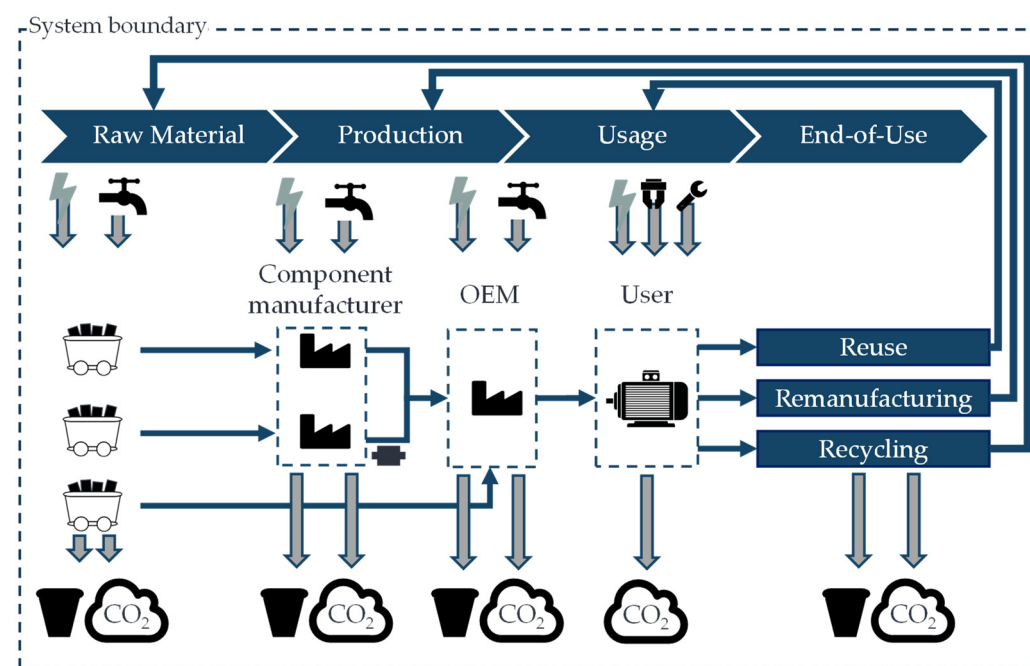 System boundary
Raw Material
Production
Usage
End-of-Use
Component
manufacturer
OEM
User
Reuse
Remanufacturing
Recycling
CO₂
CO₂
CO₂
CO₂
CO₂